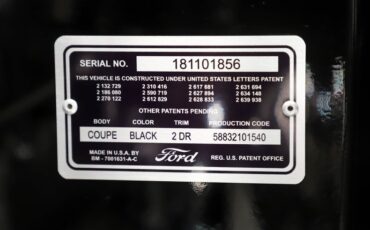 SERIAL NO. 181101856
THIS VEHICLE IS CONSTRUCTED UNDER UNITED STATES LETTERS PATENT
2 132 729 2 310 416 2 617 681 2 631 694
2 186 080 2 590 719 2 627 894 2 634 148
2 270 122 2 612 829 2 628 833 2 639 938
OTHER PATENTS PENDING
BODY COLOR TRIM PRODUCTION CODE
COUPE BLACK 2 DR 58832101540
MADE IN U.S.A. BY Ford REG. U.S. PATENT OFFICE
BM - 7001631-A-C